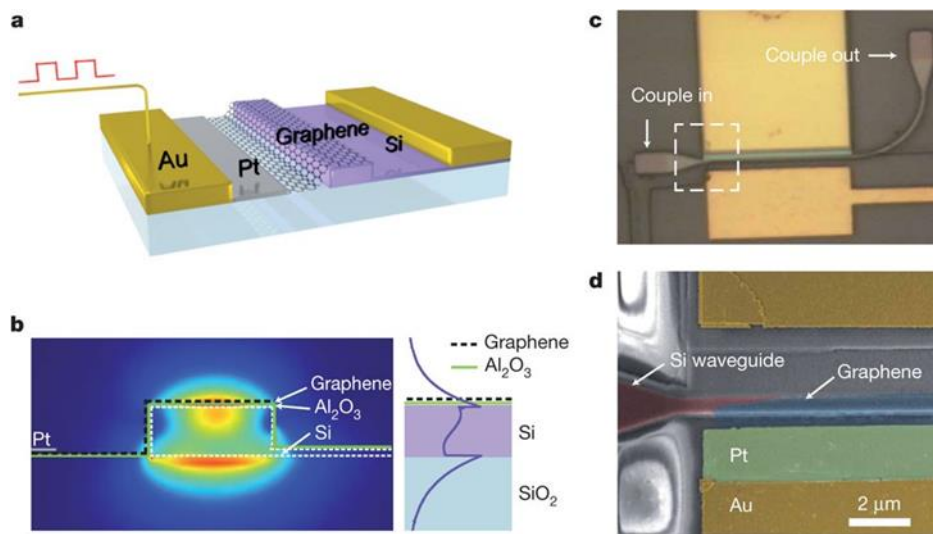 a
Au
Pt
Graphene
Si
b
Pt
Graphene
Al₂O₃
Si
Graphene
Al₂O₃
Si
SiO₂
c
Couple out
Couple in
d
Si waveguide
Graphene
Pt
Au
2 μm